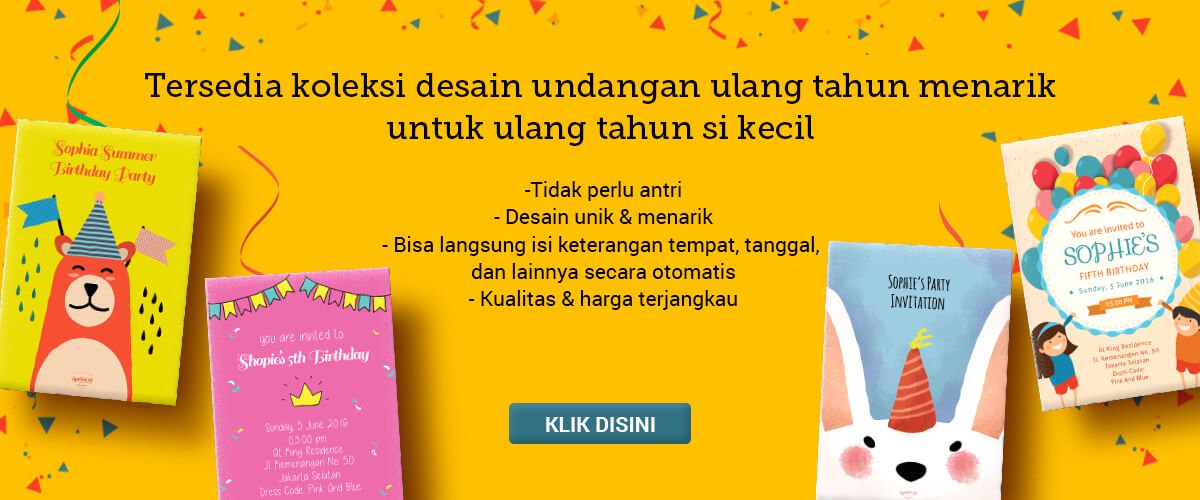 Tersedia koleksi desain undangan ulang tahun menarik
untuk ulang tahun si kecil
-Tidak perlu antri
- Desain unik & menarik
- Bisa langsung isi keterangan tempat, tanggal,
dan lainnya secara otomatis
- Kualitas & harga terjangkau
KLIK DISINI
Sophia Summer
Birthday Party
you are invited to
Shopie's 5th Birthday
Sunday, 5 June 2016
03.00 pm
At King Residence
Jl Kemenangan No 50
Jakarta Selatan
Dress Code: Pink And Blue
SOPHIE'S PARTY
INVITATION
You are invited to
SOPHIE'S
FIFTH BIRTHDAY
Sunday, 5 June 2016
05.00 PM
At King Residence
Jl. Kemenangan No. 50
Jakarta Selatan
Dress Code:
Pink And Blue